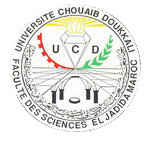 UNIVERSITE CHOUAIB DOUKKALI
U C D
FACULTE DES SCIENCES EL JADIDA MAROC